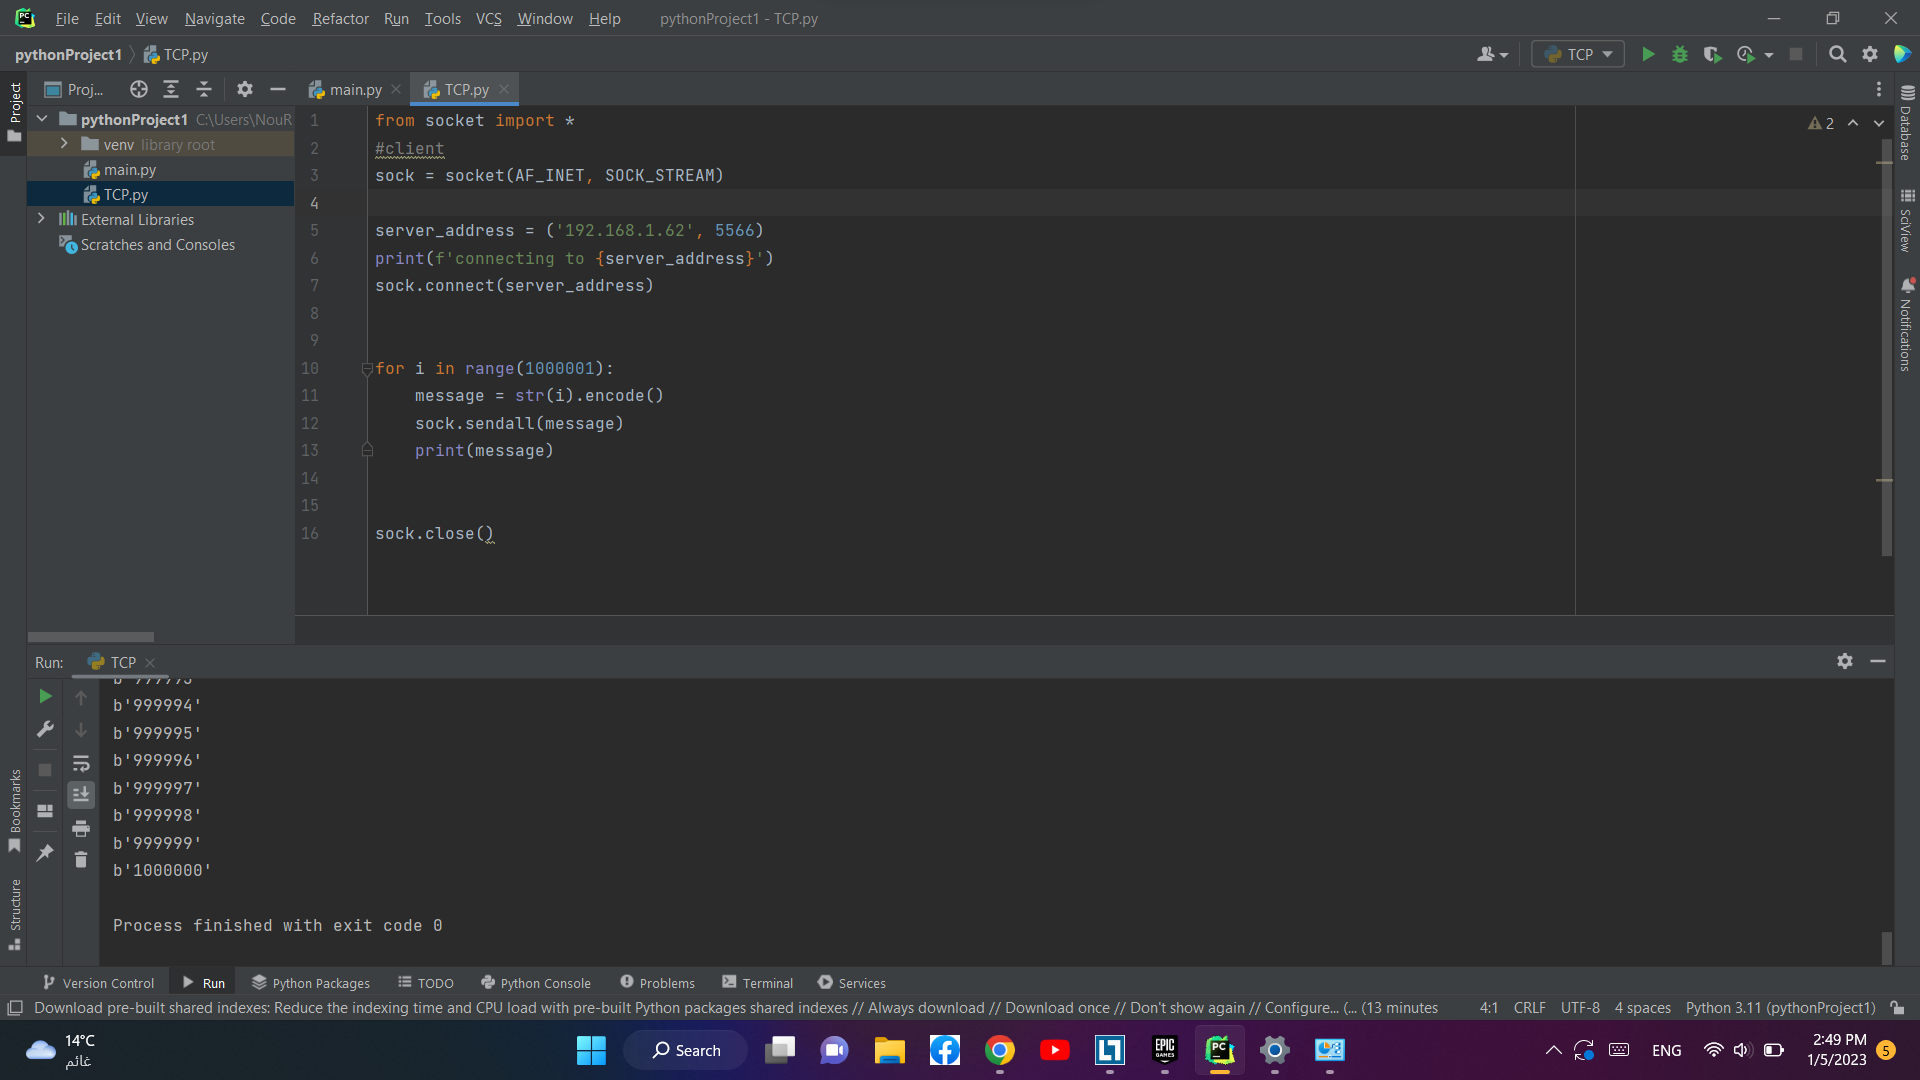 File Edit View Navigate Code Refactor Run Tools VCS Window Help pythonProject1 - TCP.py
pythonProject1 TCP.py
TCP
Project
Proj...
main.py
TCP.py
pythonProject1 C:\Users\NouR
venv library root
main.py
TCP.py
External Libraries
Scratches and Consoles
1 from socket import *
2 #client
3 sock = socket(AF_INET, SOCK_STREAM)
4
5 server_address = ('192.168.1.62', 5566)
6 print(f'connecting to {server_address}')
7 sock.connect(server_address)
8
9
10 for i in range(1000001):
11 message = str(i).encode()
12 sock.sendall(message)
13 print(message)
14
15
16 sock.close()
2
Database
SciView
Notifications
Run: TCP
b'999994'
b'999995'
b'999996'
b'999997'
b'999998'
b'999999'
b'1000000'
Process finished with exit code 0
Bookmarks
Structure
Version Control Run Python Packages TODO Python Console Problems Terminal Services
Download pre-built shared indexes: Reduce the indexing time and CPU load with pre-built Python packages shared indexes // Always download // Download once // Don't show again // Configure... (... (13 minutes 4:1 CRLF UTF-8 4 spaces Python 3.11 (pythonProject1)
14°C
غائم
Search
EPIC GAMES
PC
ENG
2:49 PM
1/5/2023
5